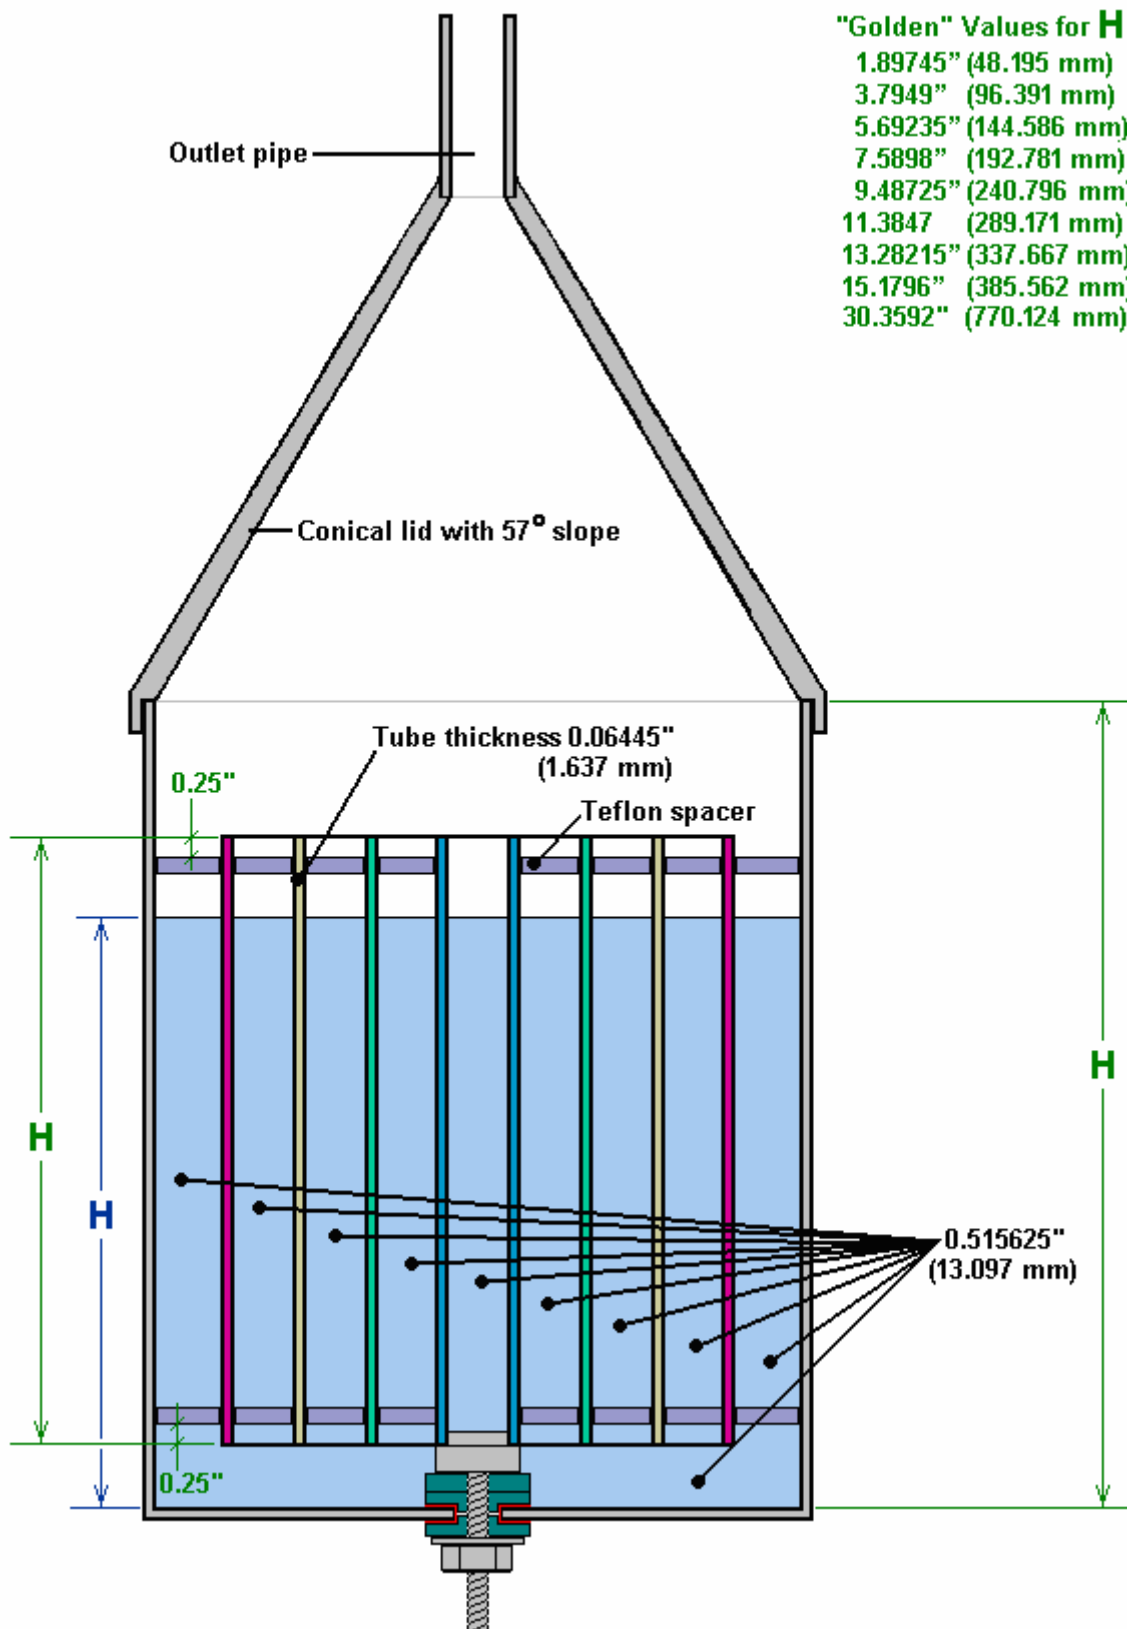 "Golden" Values for H
1.89745” (48.195 mm)
3.7949” (96.391 mm)
5.69235” (144.586 mm)
7.5898” (192.781 mm)
9.48725” (240.796 mm)
11.3847 (289.171 mm)
13.28215” (337.667 mm)
15.1796” (385.562 mm)
30.3592" (770.124 mm)
Outlet pipe
Conical lid with 57° slope
Tube thickness 0.06445"
(1.637 mm)
0.25"
Teflon spacer
H
H
H
0.515625"
(13.097 mm)
0.25"